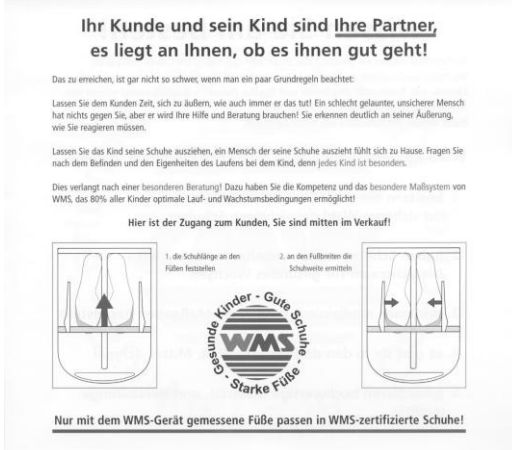 Ihr Kunde und sein Kind sind Ihre Partner,
es liegt an Ihnen, ob es ihnen gut geht!
Das zu erreichen, ist gar nicht so schwer, wenn man ein paar Grundregeln beachtet:
Lassen Sie dem Kunden Zeit, sich zu äußern, wie auch immer er das tut! Ein schlecht gelaunter, unsicherer Mensch
hat nichts gegen Sie, aber er wird Ihre Hilfe und Beratung brauchen! Sie erkennen deutlich an seiner Äußerung,
wie Sie reagieren müssen.
Lassen Sie das Kind seine Schuhe ausziehen, ein Mensch der seine Schuhe auszieht fühlt sich zu Hause. Fragen Sie
nach dem Befinden und den Eigenheiten des Laufens bei dem Kind, denn jedes Kind ist besonders.
Dies verlangt nach einer besonderen Beratung! Dazu haben Sie die Kompetenz und das besondere Maßsystem von
WMS, das 80% aller Kinder optimale Lauf- und Wachstumsbedingungen ermöglicht!
Hier ist der Zugang zum Kunden, Sie sind mitten im Verkauf!
1. die Schuhlänge an den
Füßen feststellen
2. an den Fußbreiten die
Schuhweite ermitteln
Gesunde Kinder - Gute Schuhe - Starke Füße -
WMS
Nur mit dem WMS-Gerät gemessene Füße passen in WMS-zertifizierte Schuhe!